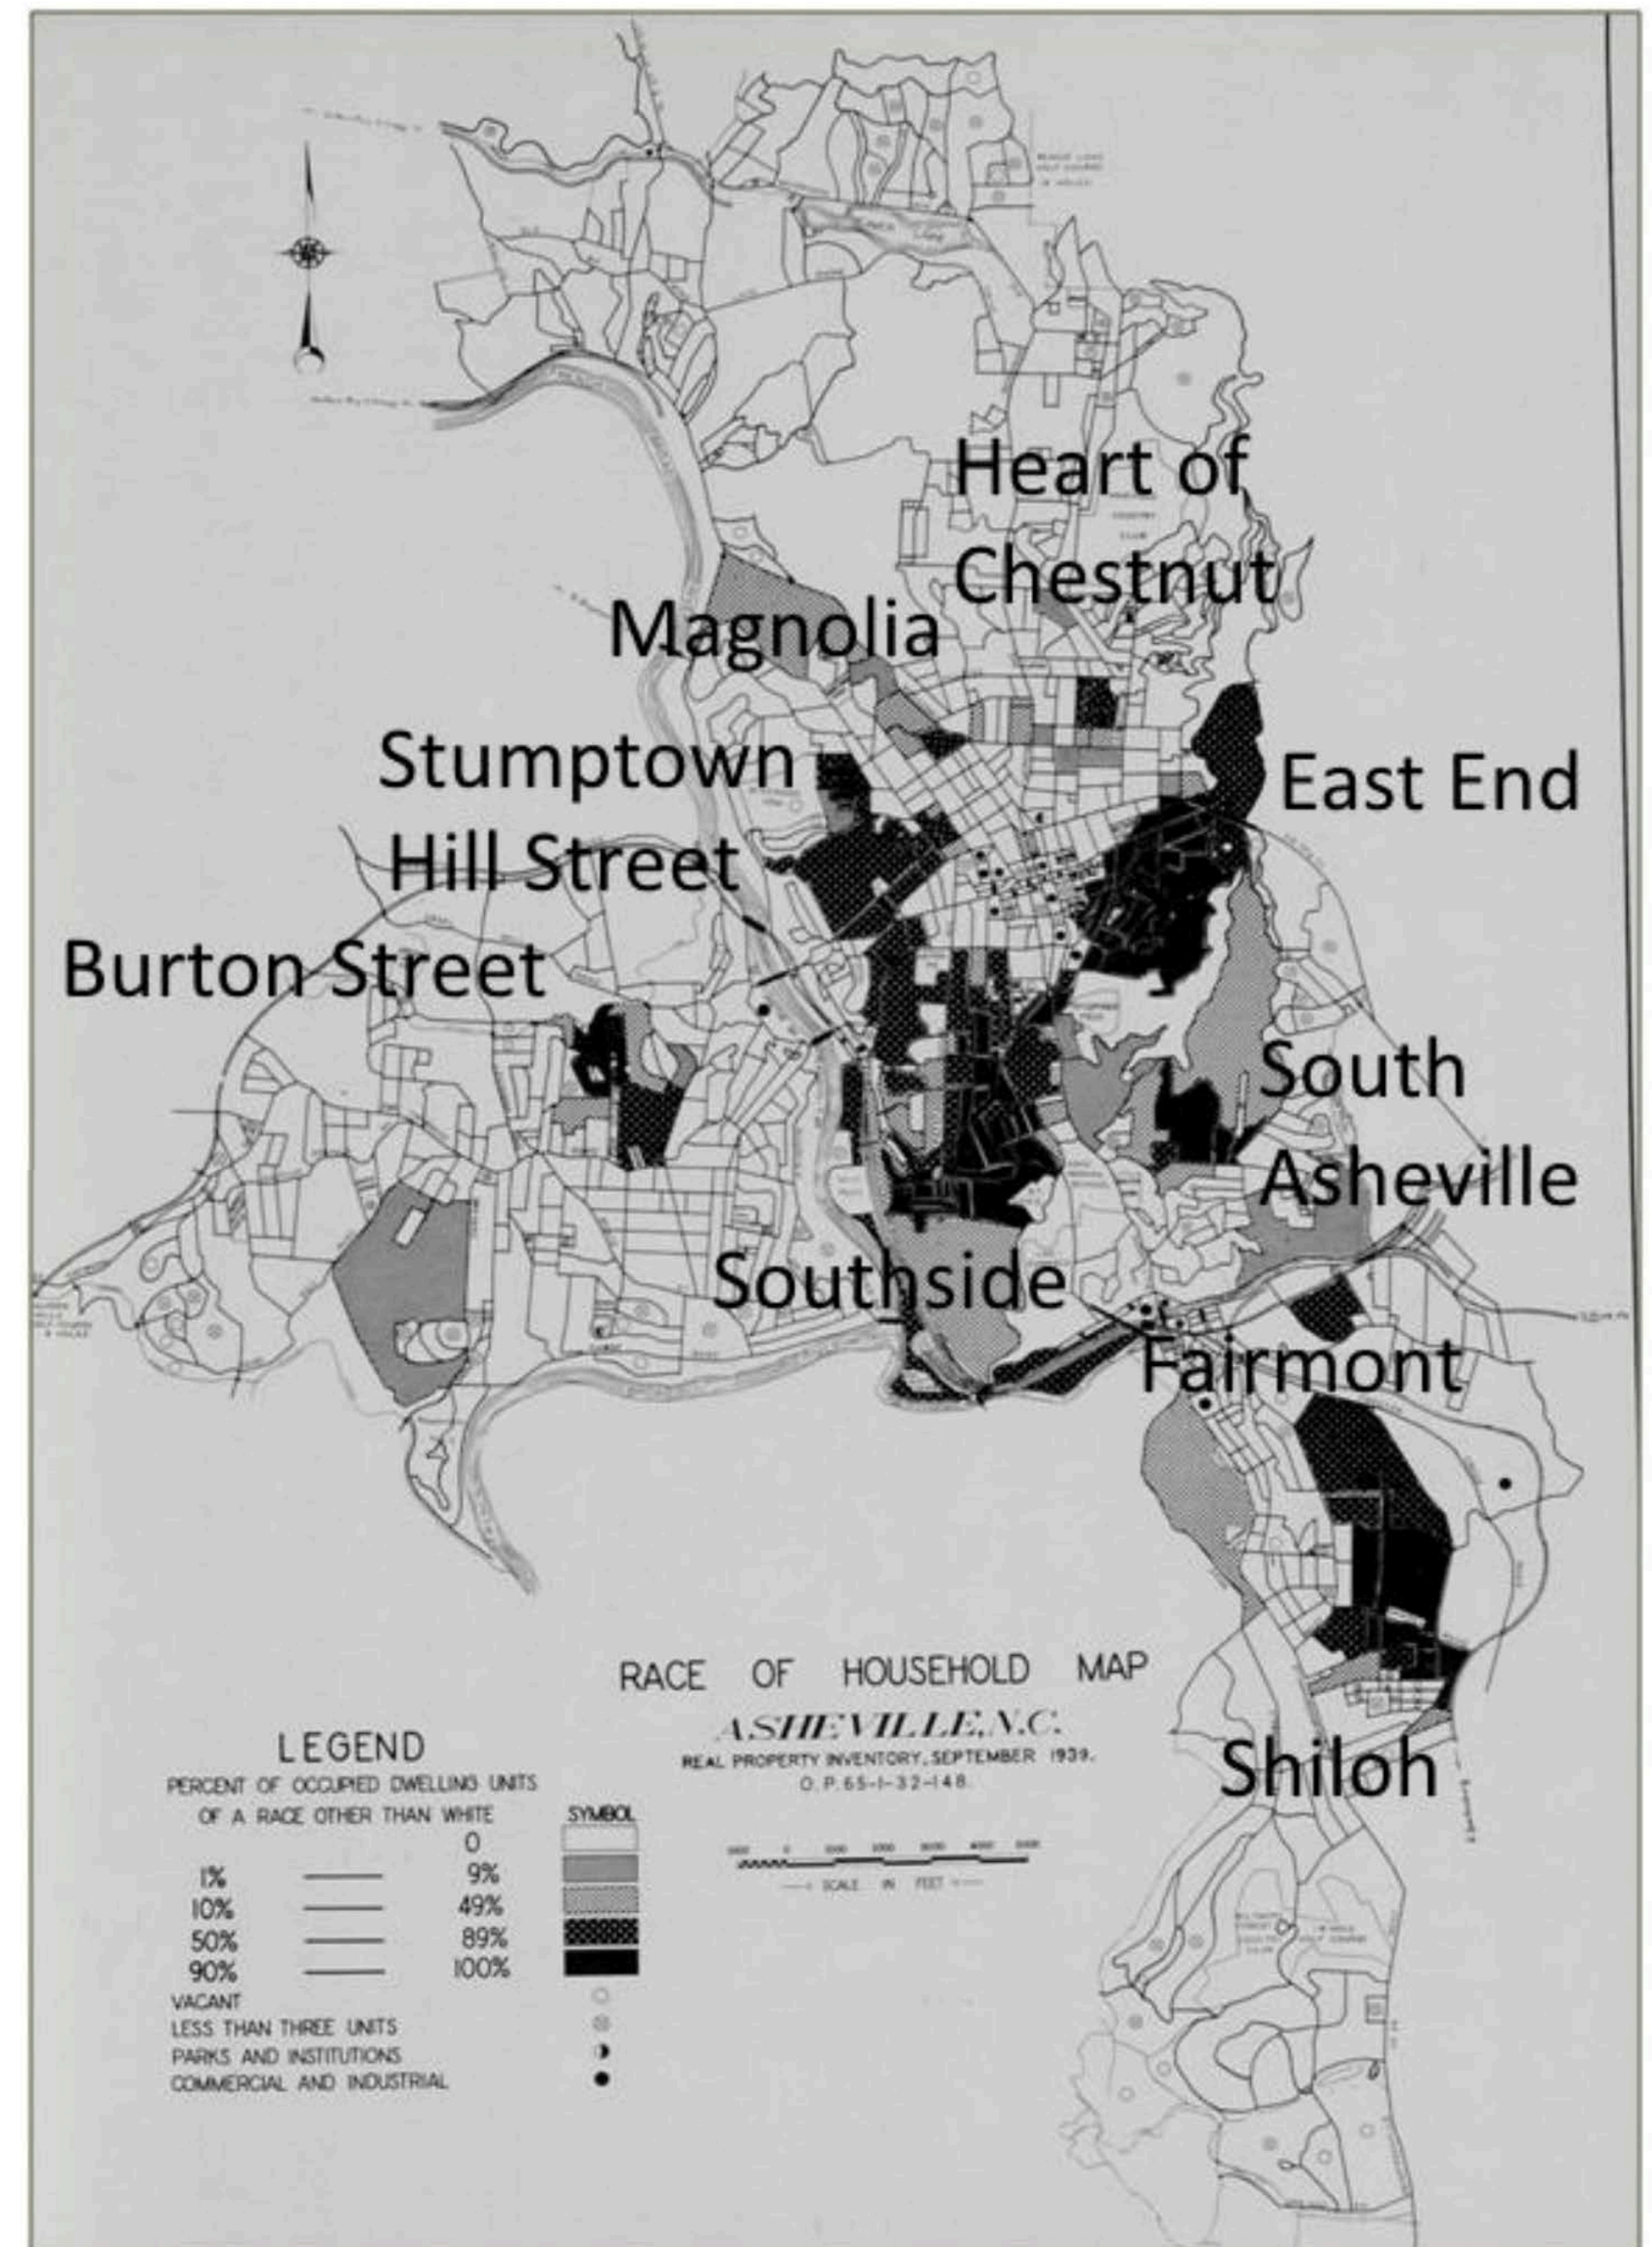 Heart of
Chestnut
Magnolia
Stumptown
East End
Hill Street
Burton Street
South
Asheville
Southside
Fairmont
Shiloh
RACE OF HOUSEHOLD MAP
ASHEVILLE, N.C.
REAL PROPERTY INVENTORY, SEPTEMBER 1939.
O.P. 65-1-32-148.
SCALE IN FEET
LEGEND
PERCENT OF OCCUPIED DWELLING UNITS
OF A RACE OTHER THAN WHITE SYMBOL
0
1% 9%
10% 49%
50% 89%
90% 100%
VACANT
LESS THAN THREE UNITS
PARKS AND INSTITUTIONS
COMMERCIAL AND INDUSTRIAL